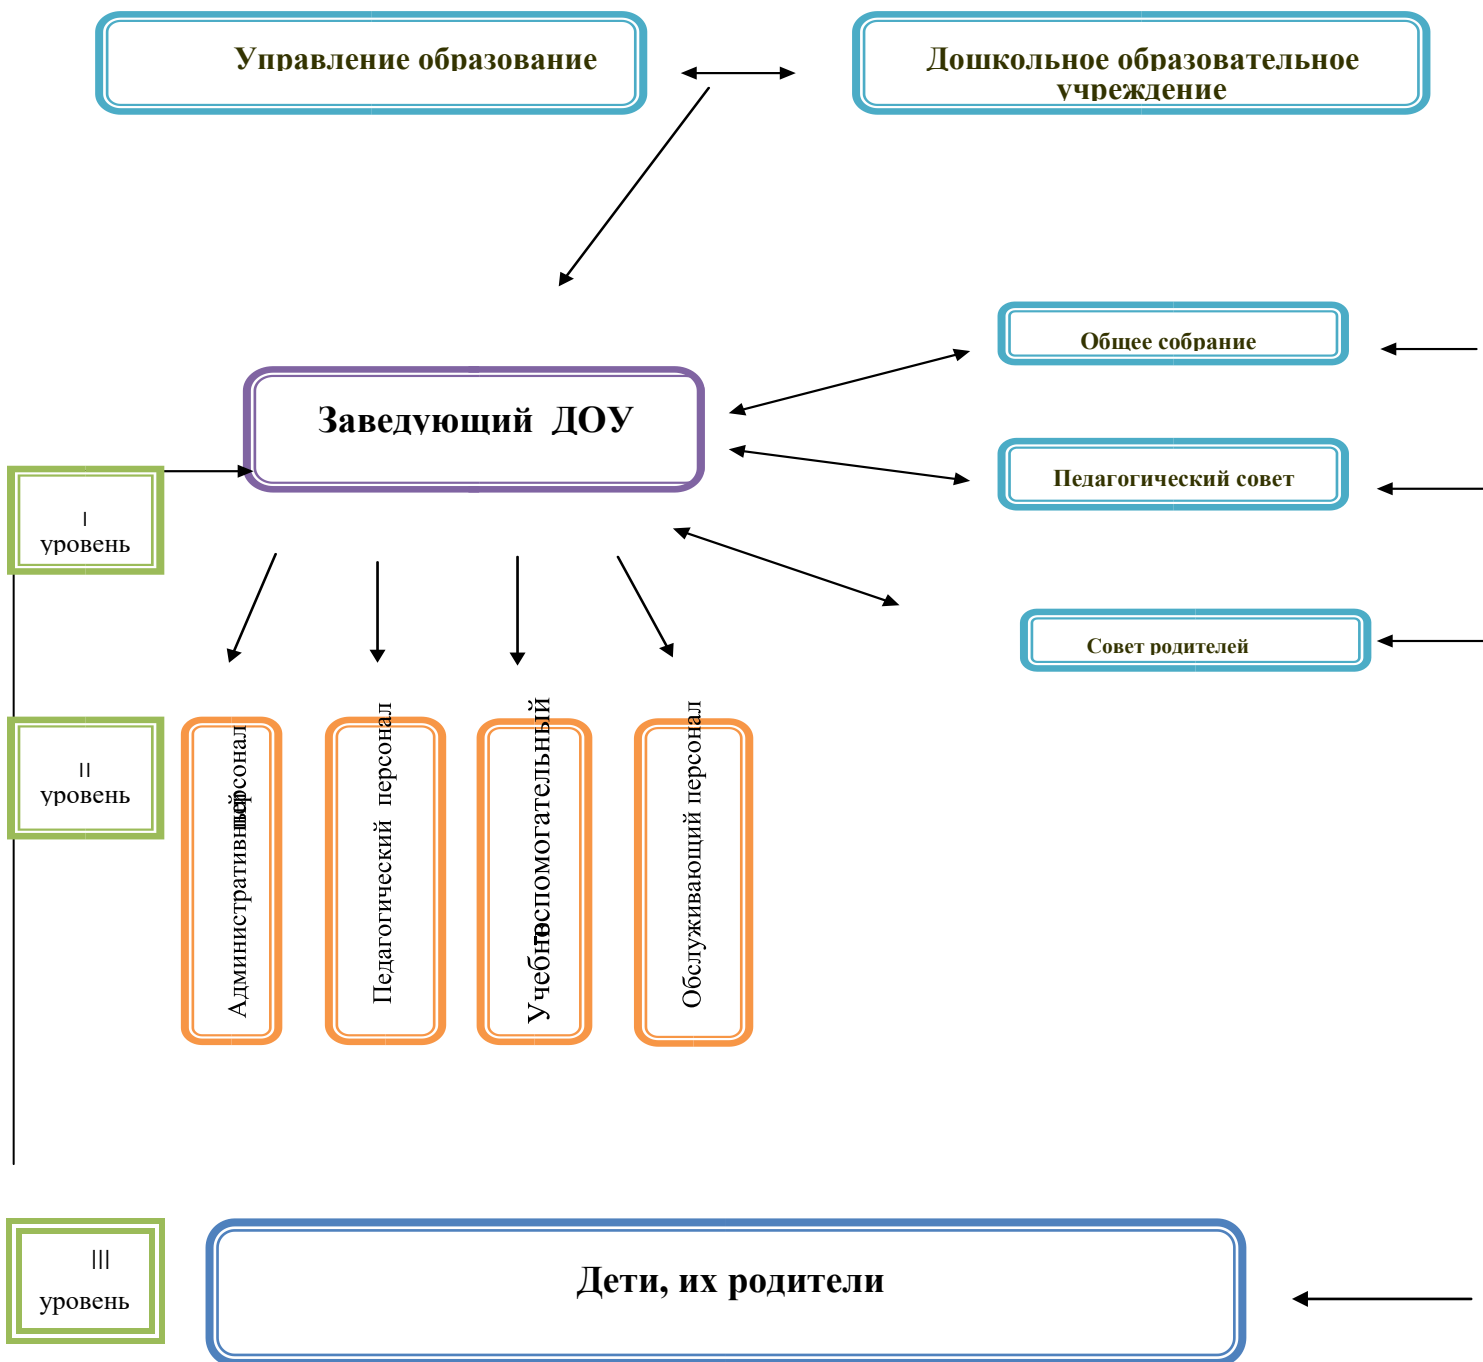 Управление образование
Дошкольное образовательное
учреждение
Общее собрание
Заведующий ДОУ
Педагогический совет
I
уровень
Совет родителей
II
уровень
Административный
персонал
Педагогический персонал
Учебно
вспомогательный
Обслуживающий персонал
III
уровень
Дети, их родители